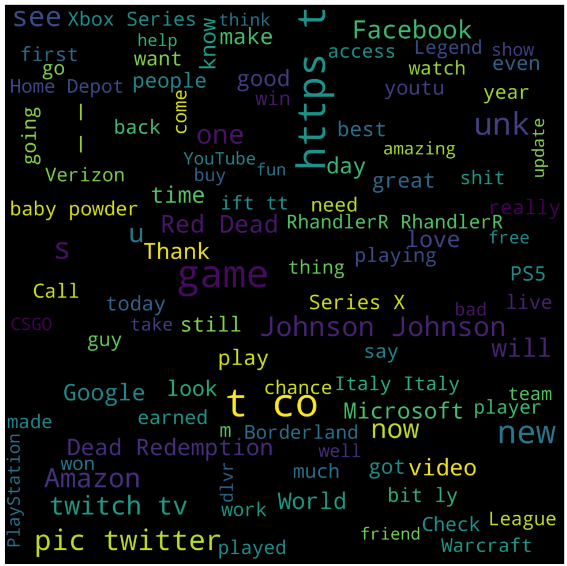 see Xbox Series think
know
https t
Facebook
help make
first want access Legend show
go people good watch even
Home Depot youtu year
come win
going | | back one best unk
day amazing update
Verizon YouTube fun great shit
buy
time ift tt need really
baby powder
Red Dead RhandlerR RhandlerR
u love free
s Thank playing
game thing PS5
Call Series X
today bad live
CSGO take still Johnson Johnson
guy will
play say
chance Italy Italy
Google look team
t co Microsoft player
made earned
m Borderland now new
Dead Redemption well
PlayStation won much got video
Amazon dlvr bit ly
twitch tv work World
League
Check
pic twitter played friend Warcraft